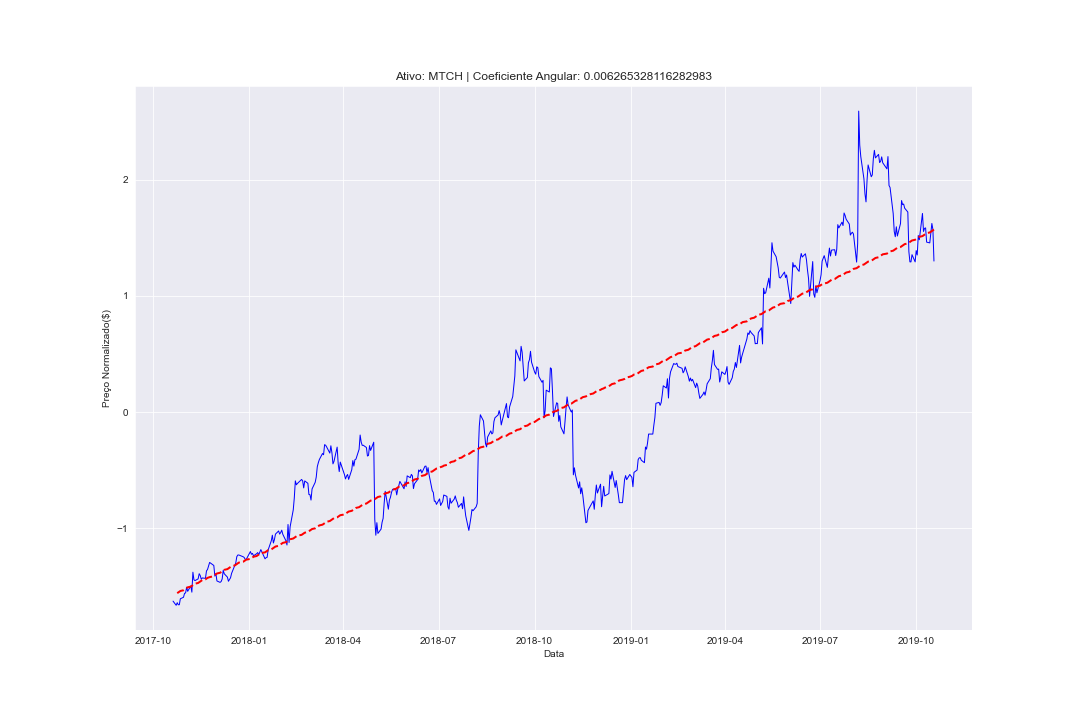 Ativo: MTCH | Coeficiente Angular: 0.006265328116282983
Preço Normalizado($)
2
1
0
−1
2017-10 2018-01 2018-04 2018-07 2018-10 2019-01 2019-04 2019-07 2019-10
Data